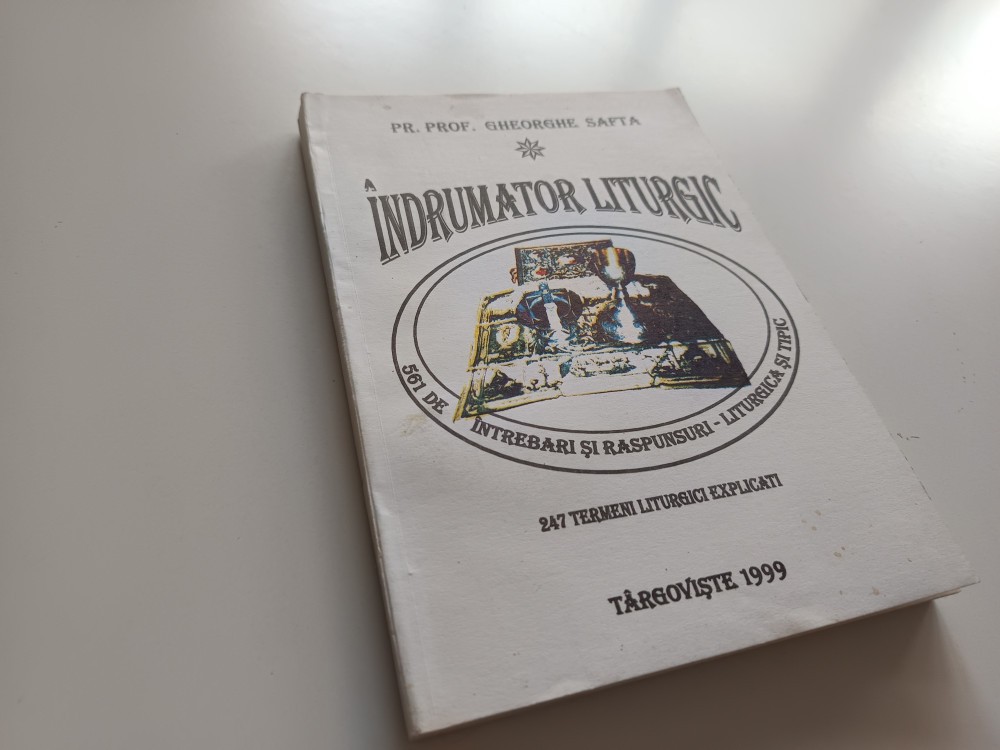 PR. PROF. GHEORGHE SAFTA
ÎNDRUMATOR LITURGIC
561 DE ÎNTREBARI ȘI RASPUNSURI - LITURGICA ȘI TIPIC
247 TERMENI LITURGICI EXPLICATI
TÂRGOVIȘTE 1999